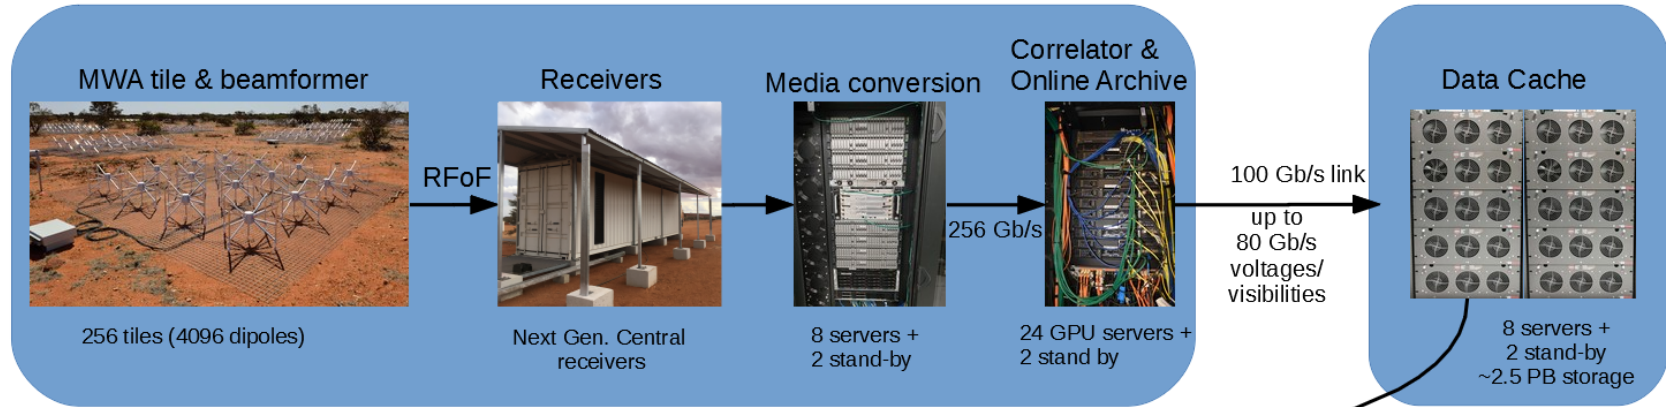 MWA tile & beamformer
256 tiles (4096 dipoles)
RFoF
Receivers
Next Gen. Central
receivers
Media conversion
8 servers +
2 stand-by
256 Gb/s
Correlator &
Online Archive
24 GPU servers +
2 stand by
100 Gb/s link
up to
80 Gb/s
voltages/
visibilities
Data Cache
8 servers +
2 stand-by
~2.5 PB storage